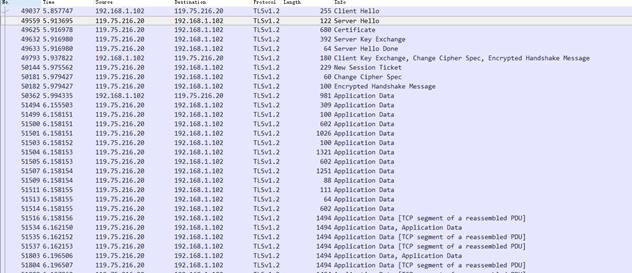 No. Time Source Destination Protocol Length Info
49037 5.857747 192.168.1.102 119.75.216.20 TLSv1.2 255 Client Hello
49559 5.913695 119.75.216.20 192.168.1.102 TLSv1.2 122 Server Hello
49625 5.916978 119.75.216.20 192.168.1.102 TLSv1.2 680 Certificate
49632 5.916980 119.75.216.20 192.168.1.102 TLSv1.2 392 Server Key Exchange
49633 5.916980 119.75.216.20 192.168.1.102 TLSv1.2 64 Server Hello Done
49793 5.937822 192.168.1.102 119.75.216.20 TLSv1.2 180 Client Key Exchange, Change Cipher Spec, Encrypted Handshake Message
50144 5.975562 119.75.216.20 192.168.1.102 TLSv1.2 229 New Session Ticket
50181 5.979427 119.75.216.20 192.168.1.102 TLSv1.2 60 Change Cipher Spec
50182 5.979427 119.75.216.20 192.168.1.102 TLSv1.2 100 Encrypted Handshake Message
50362 5.994335 192.168.1.102 119.75.216.20 TLSv1.2 981 Application Data
51494 6.155503 119.75.216.20 192.168.1.102 TLSv1.2 309 Application Data
51499 6.158151 119.75.216.20 192.168.1.102 TLSv1.2 100 Application Data
51500 6.158151 119.75.216.20 192.168.1.102 TLSv1.2 602 Application Data
51501 6.158151 119.75.216.20 192.168.1.102 TLSv1.2 1026 Application Data
51503 6.158152 119.75.216.20 192.168.1.102 TLSv1.2 100 Application Data
51504 6.158153 119.75.216.20 192.168.1.102 TLSv1.2 1321 Application Data
51505 6.158153 119.75.216.20 192.168.1.102 TLSv1.2 602 Application Data
51507 6.158154 119.75.216.20 192.168.1.102 TLSv1.2 1251 Application Data
51509 6.158154 119.75.216.20 192.168.1.102 TLSv1.2 88 Application Data
51511 6.158155 119.75.216.20 192.168.1.102 TLSv1.2 111 Application Data
51513 6.158155 119.75.216.20 192.168.1.102 TLSv1.2 64 Application Data
51514 6.158155 119.75.216.20 192.168.1.102 TLSv1.2 602 Application Data
51516 6.158156 119.75.216.20 192.168.1.102 TLSv1.2 1494 Application Data [TCP segment of a reassembled PDU]
51534 6.162150 119.75.216.20 192.168.1.102 TLSv1.2 1494 Application Data, Application Data
51535 6.162152 119.75.216.20 192.168.1.102 TLSv1.2 1494 Application Data [TCP segment of a reassembled PDU]
51537 6.162153 119.75.216.20 192.168.1.102 TLSv1.2 1494 Application Data [TCP segment of a reassembled PDU]
51803 6.196506 119.75.216.20 192.168.1.102 TLSv1.2 1494 Application Data, Application Data
51804 6.196507 119.75.216.20 192.168.1.102 TLSv1.2 1494 Application Data [TCP segment of a reassembled PDU]